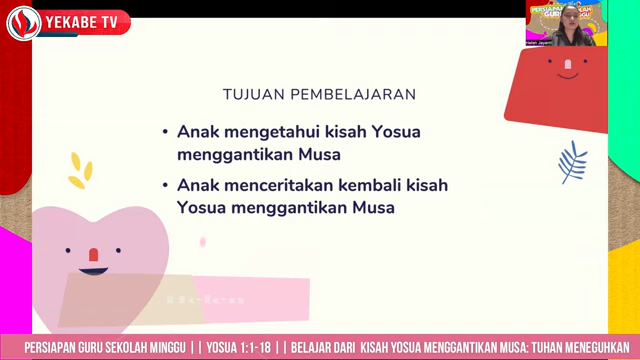 YEKABE TV
TUJUAN PEMBELAJARAN
• Anak mengetahui kisah Yosua
menggantikan Musa
• Anak menceritakan kembali kisah
Yosua menggantikan Musa
PERSIAPAN GURU SEKOLAH MINGGU || YOSUA 1:1-18 || BELAJAR DARI KISAH YOSUA MENGGANTIKAN MUSA: TUHAN MENEGUHKAN